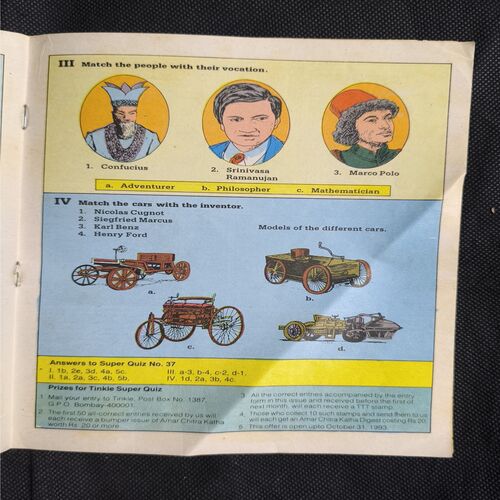 III Match the people with their vocation.
1. Confucius
2. Srinivasa
Ramanujan
3. Marco Polo
a. Adventurer b. Philosopher c. Mathematician
IV Match the cars with the inventor.
1. Nicolas Cugnot
2. Siegfried Marcus
3. Karl Benz
4. Henry Ford
Models of the different cars.
a.
b.
c.
d.
Answers to Super Quiz No. 37
I. 1b, 2e, 3d, 4a, 5c.
II. 1a, 2a, 3c, 4b, 5b,
III. a-3, b-4, c-2, d-1.
IV. 1d, 2a, 3b, 4c.
Prizes for Tinkle Super Quiz
1 Mail your entry to Tinkle, Post Box No. 1387,
G.P.O. Bombay-400001.
2 The first 50 all-correct entries received by us will
each receive a bumper issue of Amar Chitra Katha
worth Rs. 20 or more.
3 All the correct entries accompanied by the entry
form in this issue and received before the first of
next month, will each receive a TTT stamp.
4 Those who collect 10 such stamps and send them to us
will each get an Amar Chitra Katha Digest costing Rs 20.
5 This offer is open upto October 31, 1993.